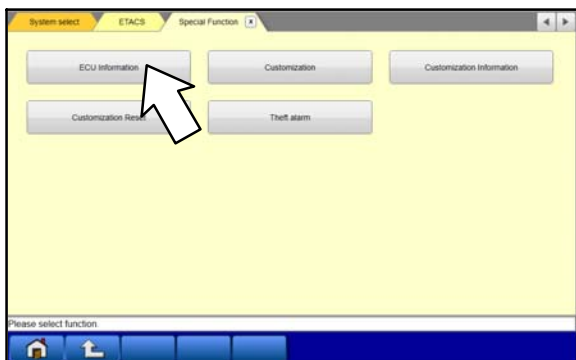 System select ETACS Special Function x
ECU Information Customization Customization Information
Customization Reset Theft alarm
Please select function.